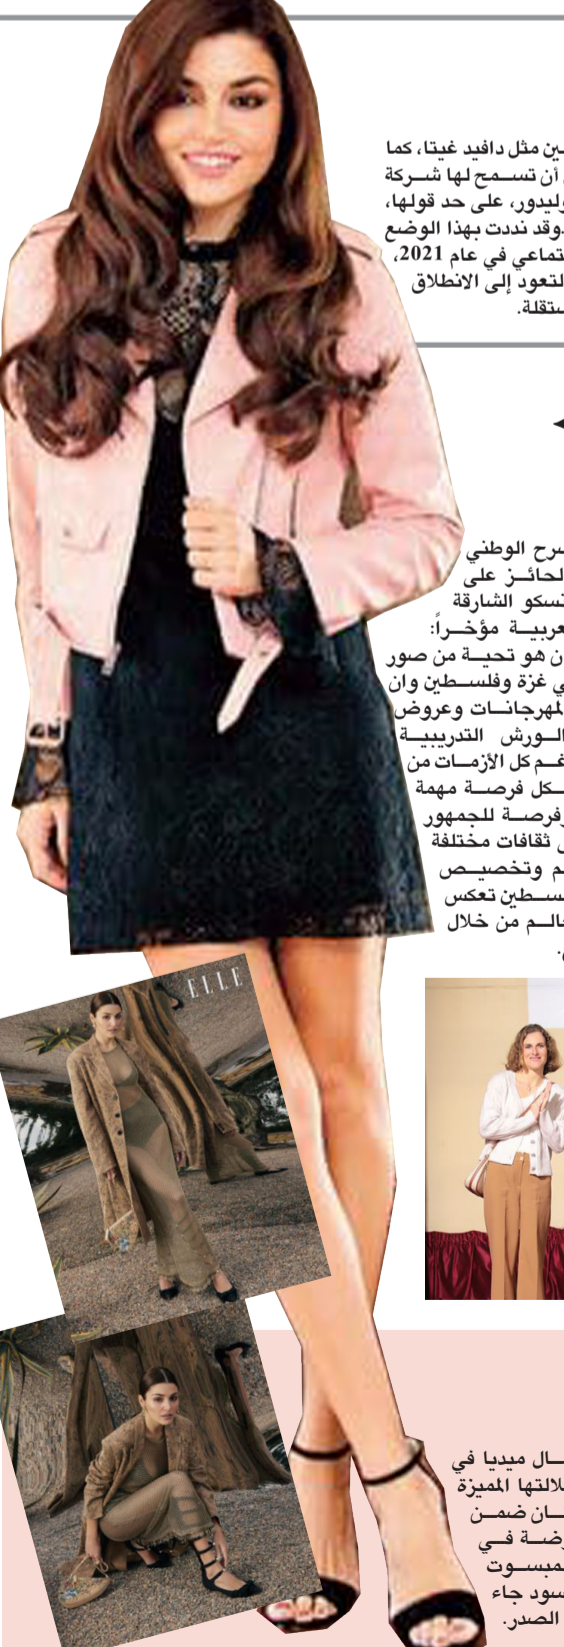 ين مثل دافيد غيتا، كما
أن تسمح لها شركة
وليدور، على حد قولها،
وقد نددت بهذا الوضع
تماعي في عام 2021،
لتعود إلى الانطلاق
ستقلة.
سرح الوطني
لحائز على
تسكو الشارقة
عربية مؤخراً:
ن هو تحية من صور
ي غزة وفلسطين وان
لمهرجانات وعروض
الورش التدريبية
غم كل الأزمات من
كل فرصة مهمة
وفرصة للجمهور
ى ثقافات مختلفة
م وتخصيص
سطين تعكس
الم من خلال
ELLE
ال ميديا في
لالتها المميزة
ان ضمن
رضة في
مبسوت
سود جاء
الصدر.